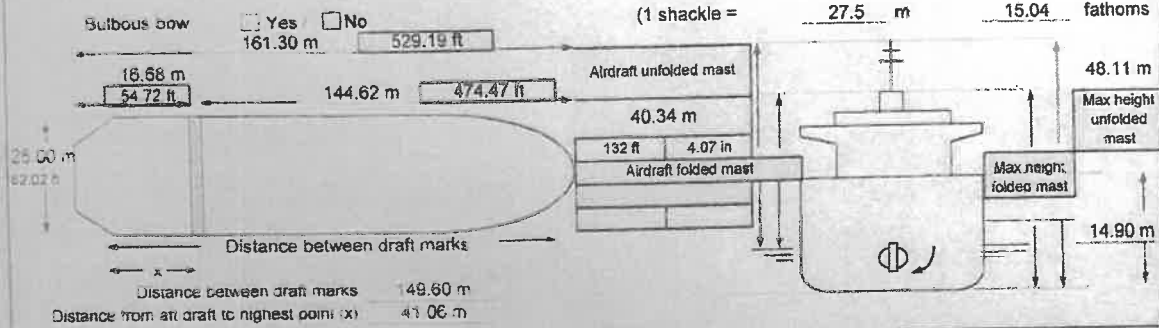 Bulbous bow Yes No (1 shackle = 27.5 m 15.04 fathoms
161.30 m 529.19 ft
Airdraft unfolded mast
16.68 m
48.11 m
54.72 ft 144.62 m 474.47 ft
Max height
unfolded
mast
40.34 m
132 ft 4.07 in
25.00 m
Airdraft folded mast
Max height
folded mast
14.90 m
Distance between draft marks
x
Distance between draft marks 149.60 m
Distance from aft draft to highest point (x) 41.06 m